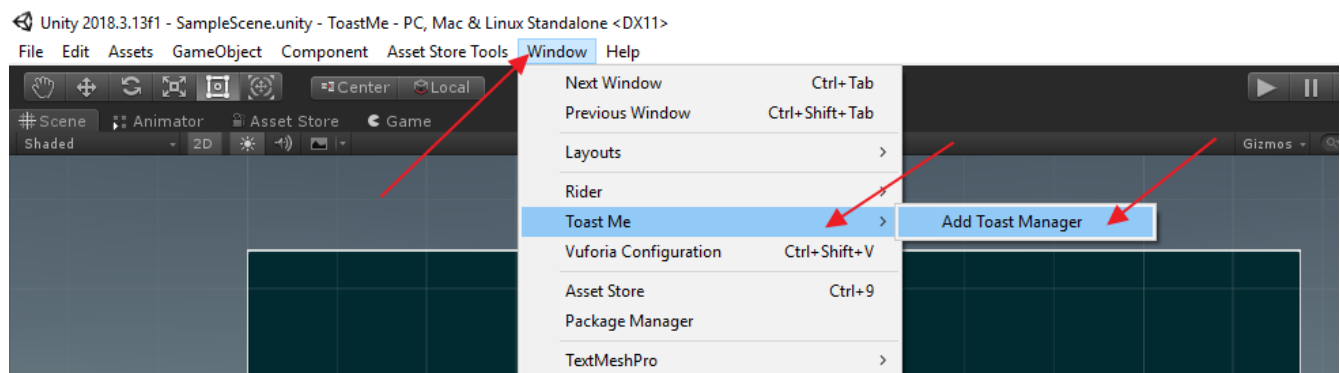 Unity 2018.3.13f1 - SampleScene.unity - ToastMe - PC, Mac & Linux Standalone <DX11>
File Edit Assets GameObject Component Asset Store Tools Window Help
Center Local
Next Window Ctrl+Tab
Previous Window Ctrl+Shift+Tab
Scene Animator Asset Store Game
Shaded 2D Gizmos
Layouts
Rider
Toast Me Add Toast Manager
Vuforia Configuration Ctrl+Shift+V
Asset Store Ctrl+9
Package Manager
TextMeshPro